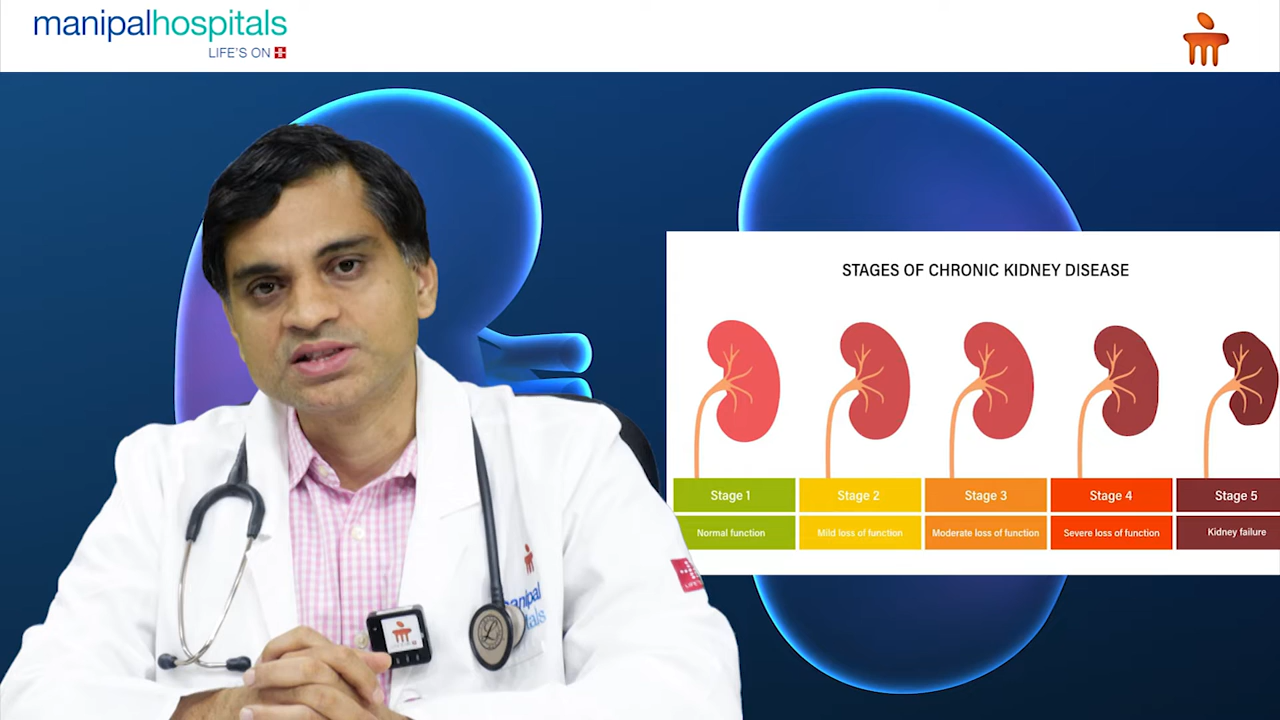 manipalhospitals
LIFE'S ON
STAGES OF CHRONIC KIDNEY DISEASE
Stage 1
Stage 2
Stage 3
Stage 4
Stage 5
Normal function
Mild loss of function
Moderate loss of function
Severe loss of function
Kidney failure
manipal